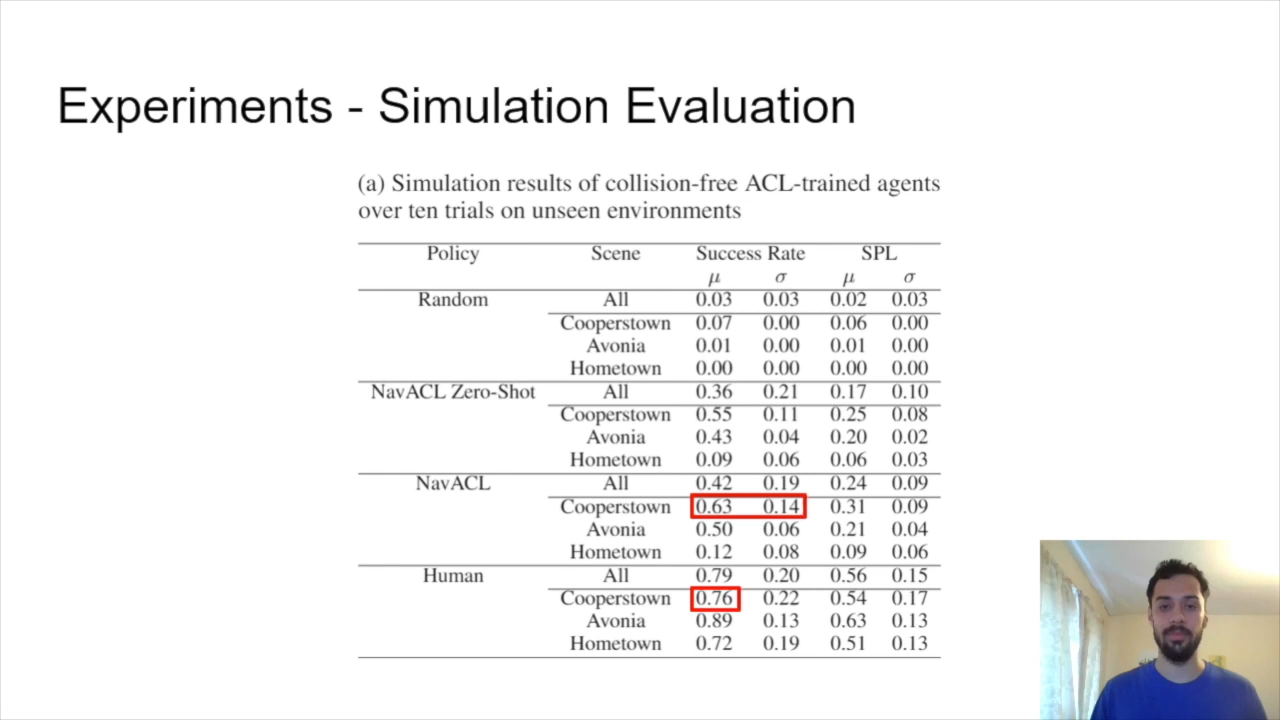 Experiments - Simulation Evaluation
(a) Simulation results of collision-free ACL-trained agents
over ten trials on unseen environments
Policy Scene Success Rate SPL
μ σ μ σ
Random All 0.03 0.03 0.02 0.03
Cooperstown 0.07 0.00 0.06 0.00
Avonia 0.01 0.00 0.01 0.00
Hometown 0.00 0.00 0.00 0.00
NavACL Zero-Shot All 0.36 0.21 0.17 0.10
Cooperstown 0.55 0.11 0.25 0.08
Avonia 0.43 0.04 0.20 0.02
Hometown 0.09 0.06 0.06 0.03
NavACL All 0.42 0.19 0.24 0.09
Cooperstown 0.63 0.14 0.31 0.09
Avonia 0.50 0.06 0.21 0.04
Hometown 0.12 0.08 0.09 0.06
Human All 0.79 0.20 0.56 0.15
Cooperstown 0.76 0.22 0.54 0.17
Avonia 0.89 0.13 0.63 0.13
Hometown 0.72 0.19 0.51 0.13